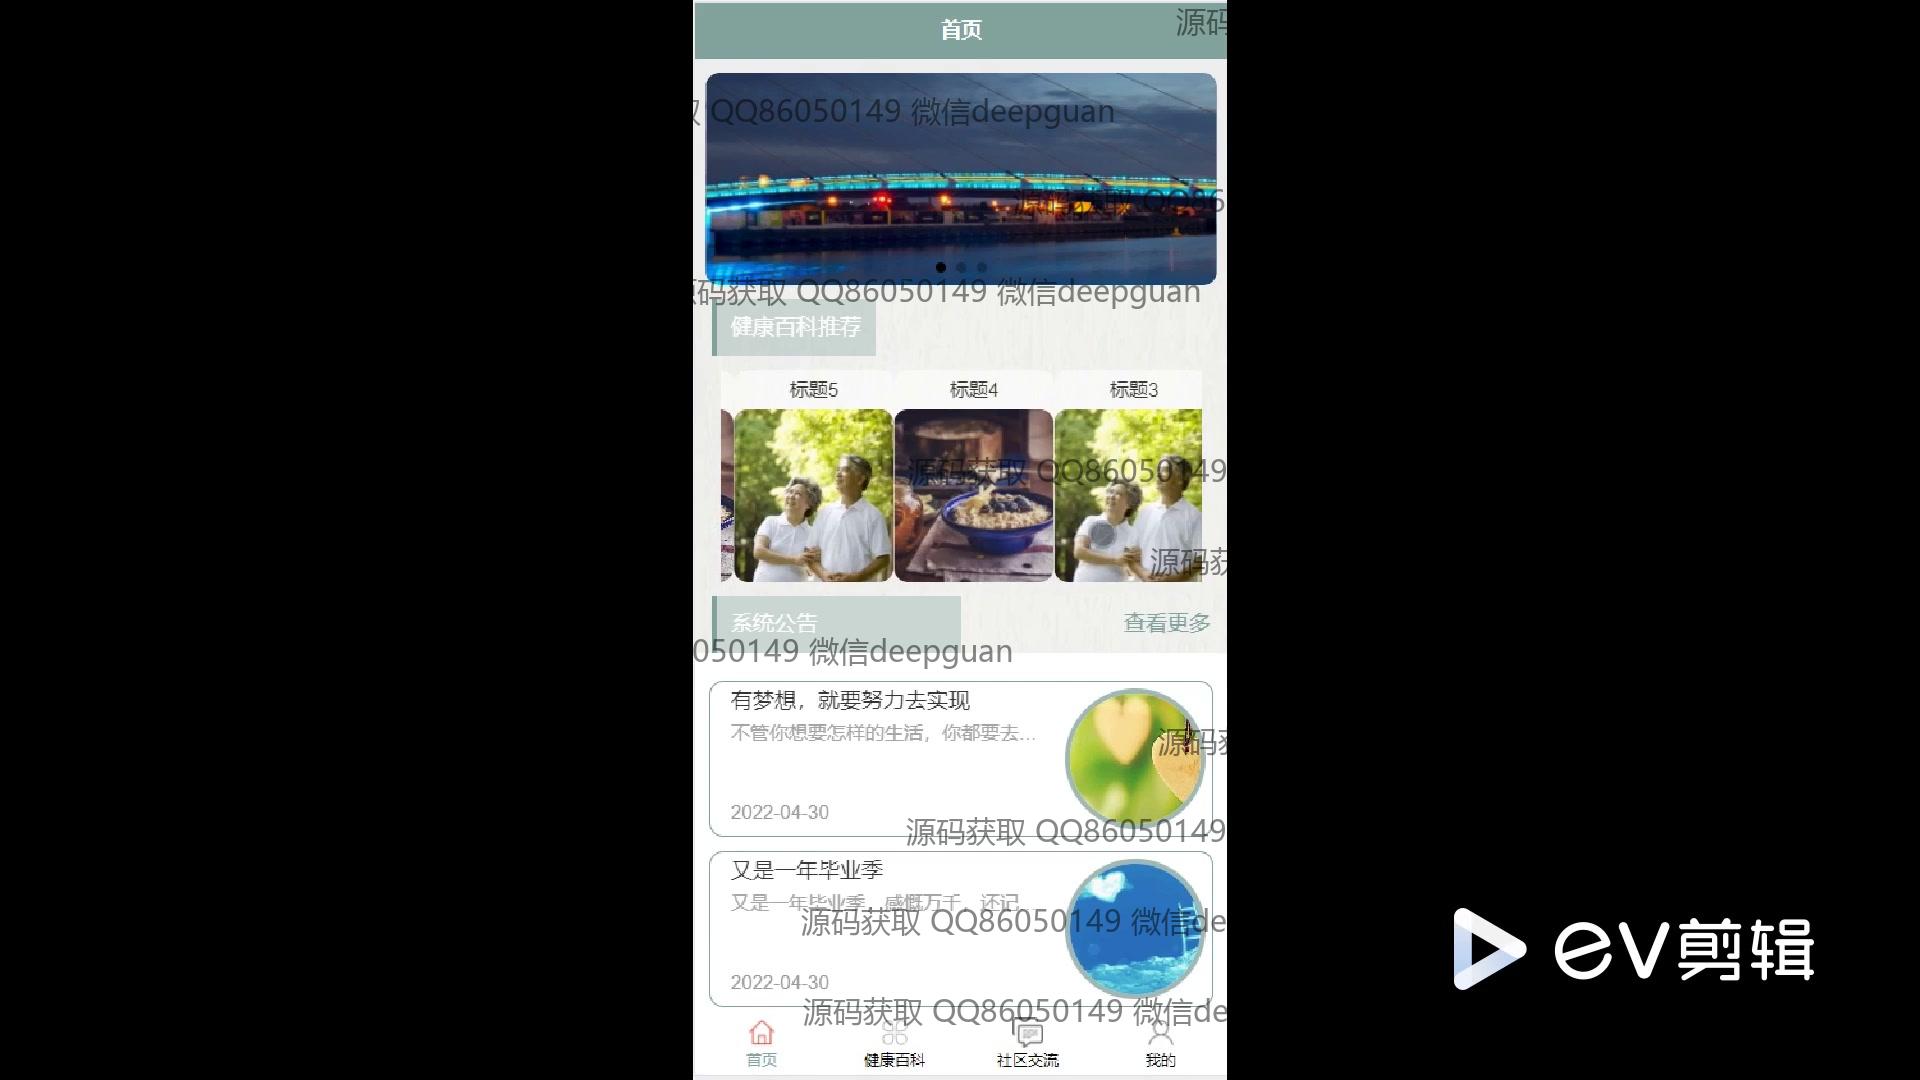 首页
源码
QQ86050149 微信deepguan
源码获取 QQ86
码获取 QQ86050149 微信deepguan
健康百科推荐
标题5 标题4 标题3
源码获取 QQ86050149
源码获
系统公告 查看更多
050149 微信deepguan
有梦想，就要努力去实现
不管你想要怎样的生活，你都要去...
源码获
2022-04-30
源码获取 QQ86050149
又是一年毕业季
又是一年毕业季，感慨万千，还记
源码获取 QQ86050149 微信de
ev剪辑
2022-04-30
源码获取 QQ86050149 微信de
首页 健康百科 社区交流 我的